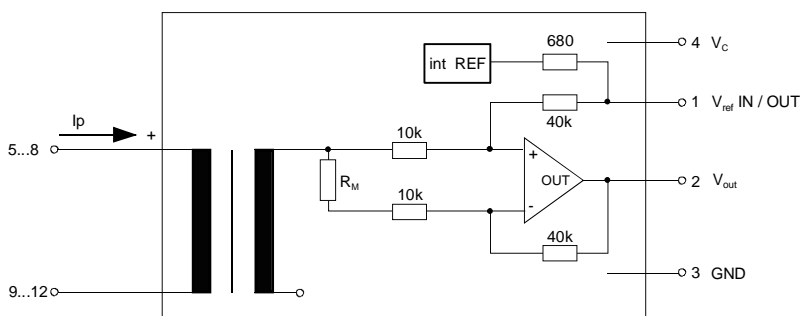 680
4 V_C
int REF
1 V_ref IN / OUT
Ip
+
10k
40k
5...8
+
R_M
OUT
2 V_out
10k
-
40k
3 GND
9...12